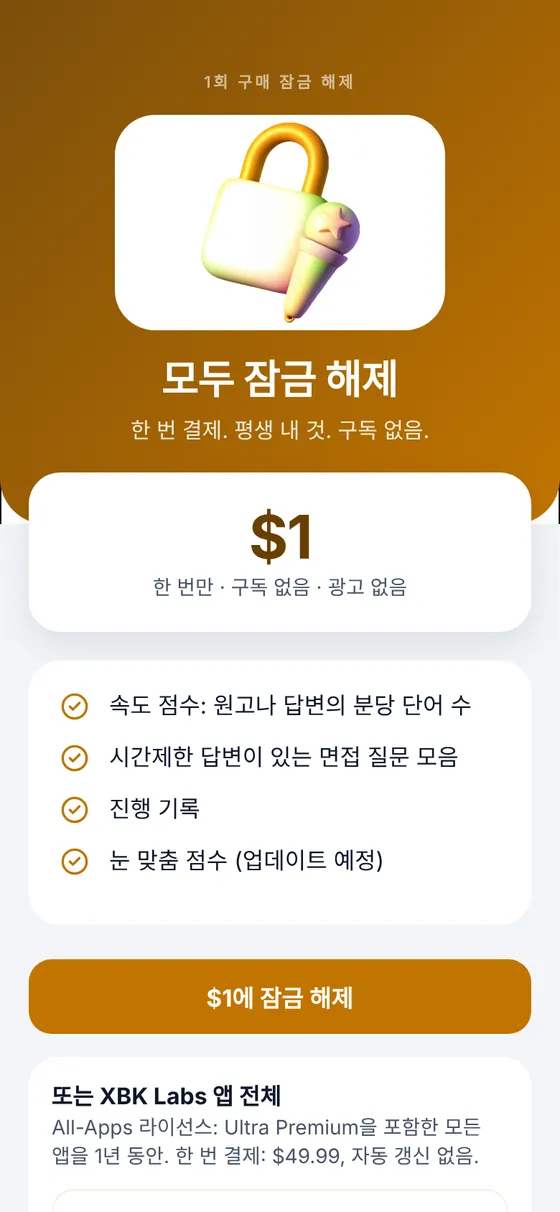 1회 구매 잠금 해제
모두 잠금 해제
한 번 결제. 평생 내 것. 구독 없음.
$1
한 번만 · 구독 없음 · 광고 없음
속도 점수: 원고나 답변의 분당 단어 수
시간제한 답변이 있는 면접 질문 모음
진행 기록
눈 맞춤 점수 (업데이트 예정)
$1에 잠금 해제
또는 XBK Labs 앱 전체
All-Apps 라이선스: Ultra Premium을 포함한 모든
앱을 1년 동안. 한 번 결제: $49.99, 자동 갱신 없음.